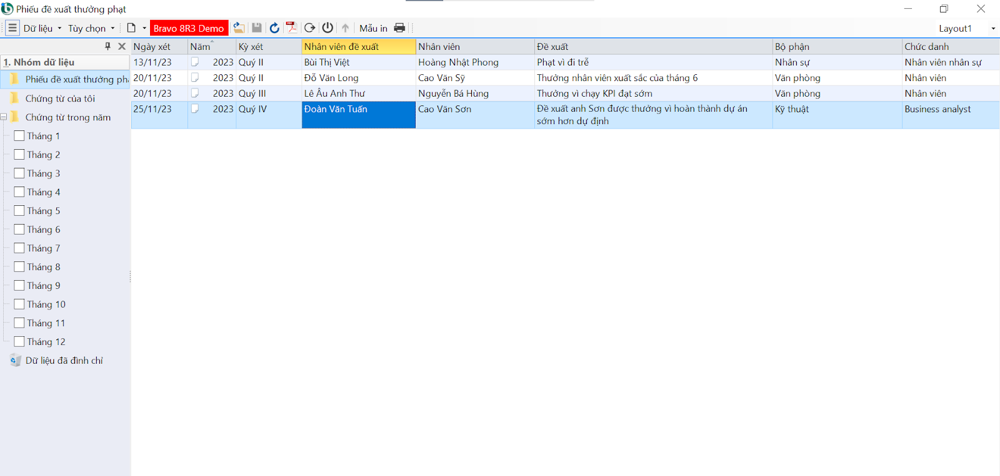 Phiếu đề xuất thưởng phạt
Dữ liệu Tùy chọn Bravo 8R3 Demo Mẫu in Layout1
Ngày xét Năm Kỳ xét Nhân viên đề xuất Nhân viên Đề xuất Bộ phận Chức danh
13/11/23 2023 Quý II Bùi Thị Việt Hoàng Nhật Phong Phạt vì đi trễ Nhân sự Nhân viên nhân sự
20/11/23 2023 Quý II Đỗ Văn Long Cao Văn Sỹ Thưởng nhân viên xuất sắc của tháng 6 Văn phòng Nhân viên
20/11/23 2023 Quý III Lê Âu Anh Thư Nguyễn Bá Hùng Thưởng vì chạy KPI đạt sớm Văn phòng Nhân viên
25/11/23 2023 Quý IV Đoàn Văn Tuấn Cao Văn Sơn Đề xuất anh Sơn được thưởng vì hoàn thành dự án Kỹ thuật Business analyst
sớm hơn dự định
1. Nhóm dữ liệu
Phiếu đề xuất thưởng ph
Chứng từ của tôi
Chứng từ trong năm
Tháng 1
Tháng 2
Tháng 3
Tháng 4
Tháng 5
Tháng 6
Tháng 7
Tháng 8
Tháng 9
Tháng 10
Tháng 11
Tháng 12
Dữ liệu đã đình chỉ